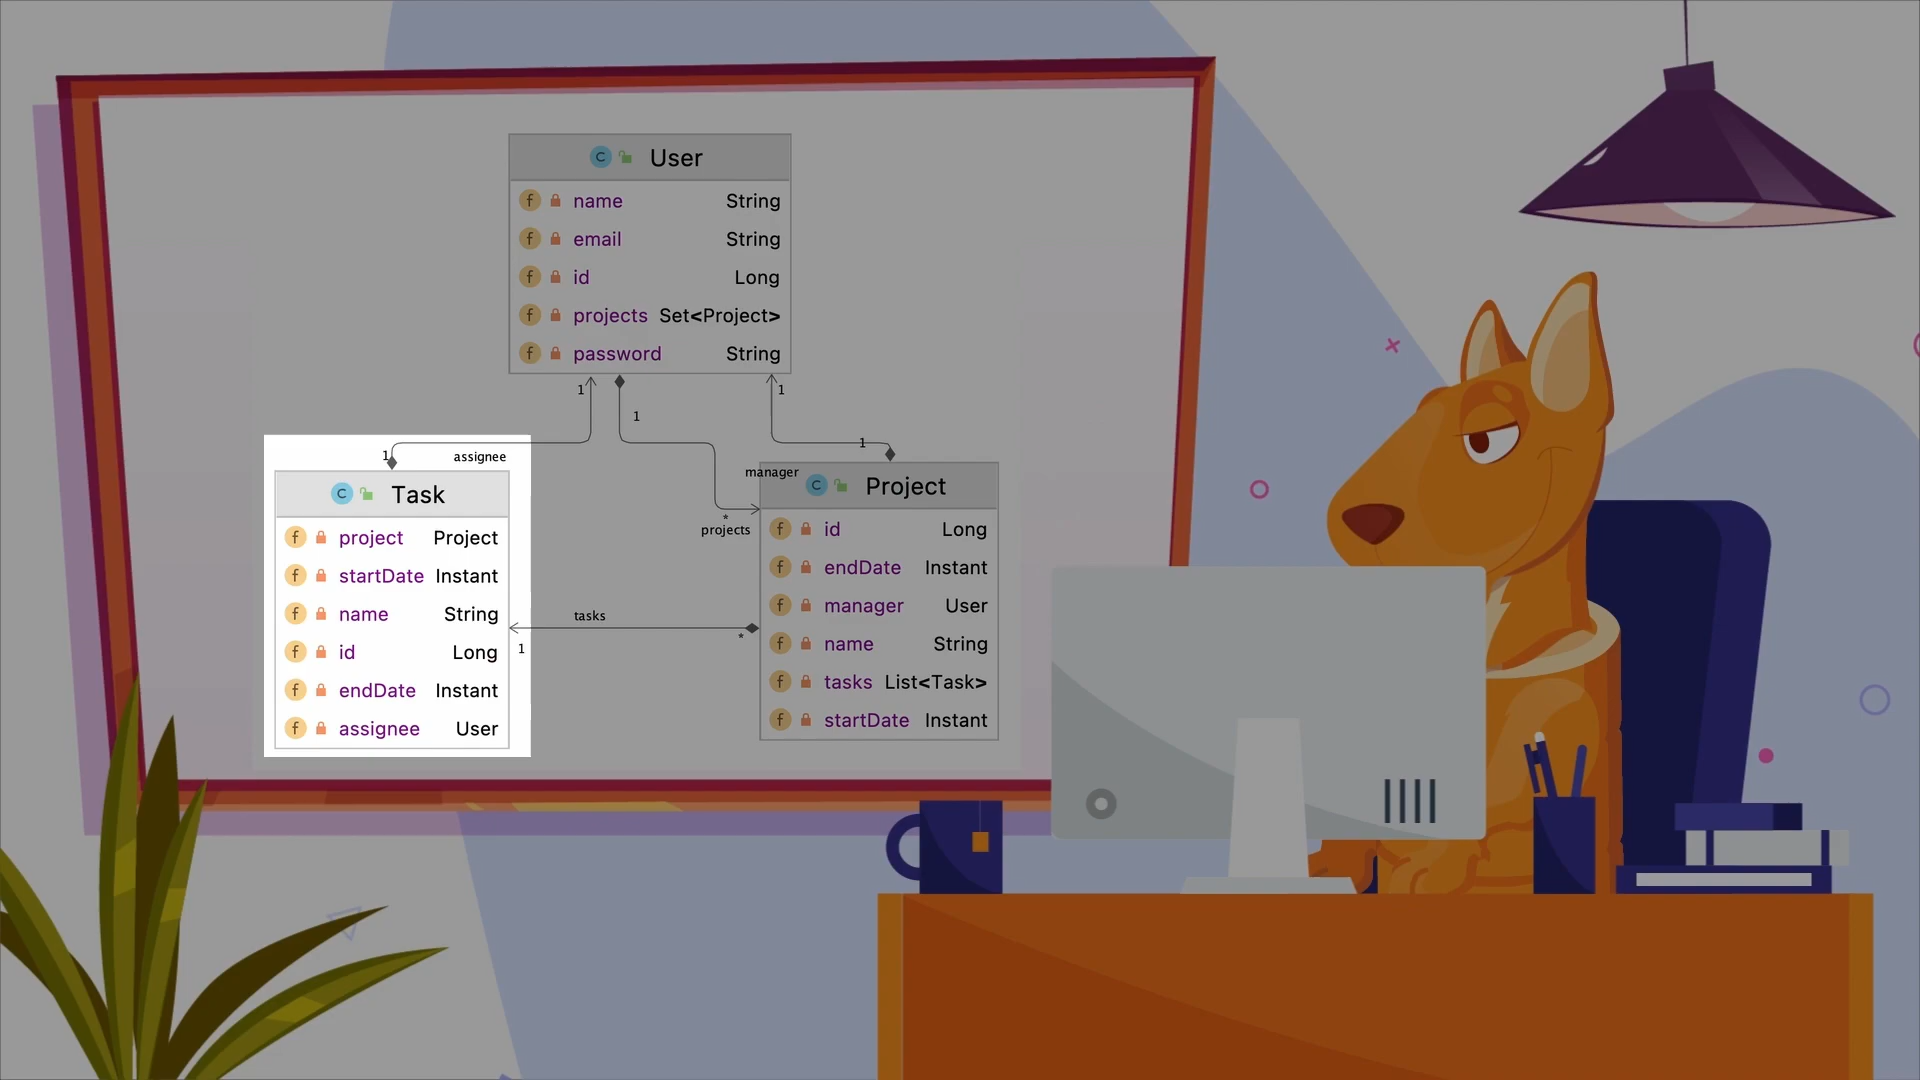 C User
f name String
f email String
f id Long
f projects Set<Project>
f password String
1
1
1
1
1
assignee
manager
*
projects
C Task
f project Project
f startDate Instant
f name String
f id Long
f endDate Instant
f assignee User
tasks
*
1
C Project
f id Long
f endDate Instant
f manager User
f name String
f tasks List<Task>
f startDate Instant